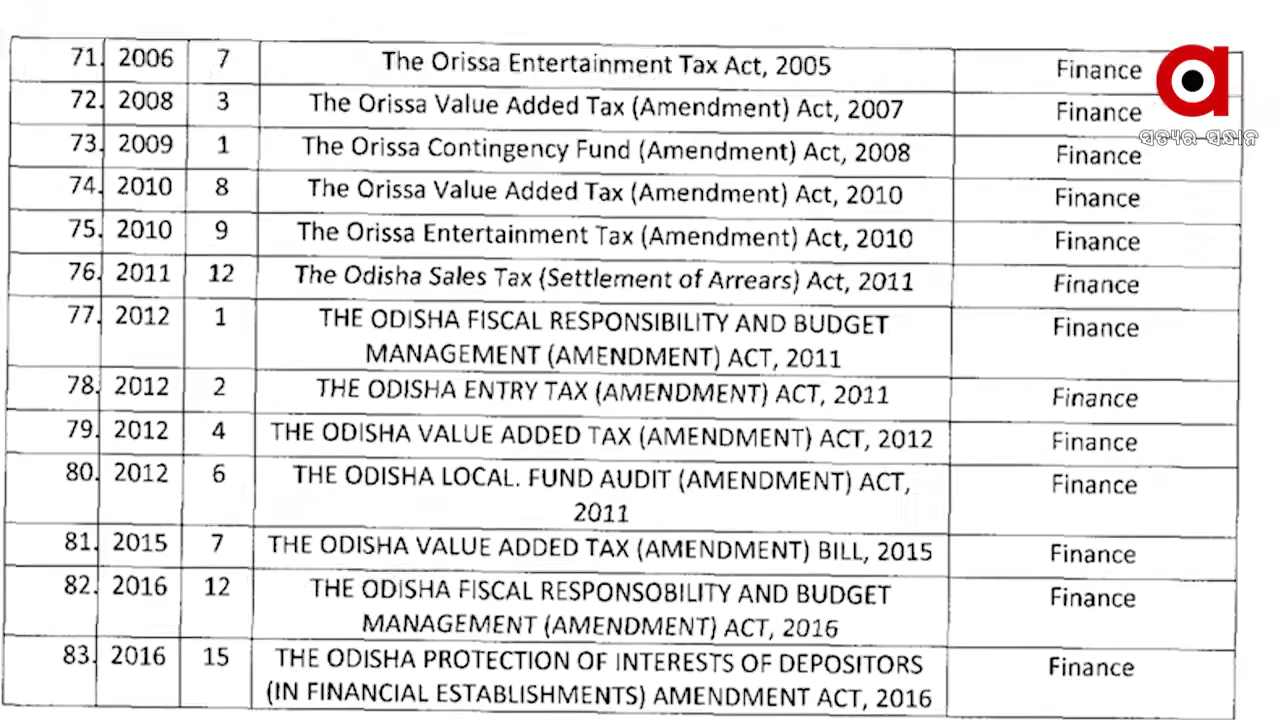 71. 2006 7 The Orissa Entertainment Tax Act, 2005 Finance
72. 2008 3 The Orissa Value Added Tax (Amendment) Act, 2007 Finance
73. 2009 1 The Orissa Contingency Fund (Amendment) Act, 2008 Finance
74. 2010 8 The Orissa Value Added Tax (Amendment) Act, 2010 Finance
75. 2010 9 The Orissa Entertainment Tax (Amendment) Act, 2010 Finance
76. 2011 12 The Odisha Sales Tax (Settlement of Arrears) Act, 2011 Finance
77. 2012 1 THE ODISHA FISCAL RESPONSIBILITY AND BUDGET Finance
MANAGEMENT (AMENDMENT) ACT, 2011
78. 2012 2 THE ODISHA ENTRY TAX (AMENDMENT) ACT, 2011 Finance
79. 2012 4 THE ODISHA VALUE ADDED TAX (AMENDMENT) ACT, 2012 Finance
80. 2012 6 THE ODISHA LOCAL. FUND AUDIT (AMENDMENT) ACT, Finance
2011
81. 2015 7 THE ODISHA VALUE ADDED TAX (AMENDMENT) BILL, 2015 Finance
82. 2016 12 THE ODISHA FISCAL RESPONSOBILITY AND BUDGET Finance
MANAGEMENT (AMENDMENT) ACT, 2016
83. 2016 15 THE ODISHA PROTECTION OF INTERESTS OF DEPOSITORS Finance
(IN FINANCIAL ESTABLISHMENTS) AMENDMENT ACT, 2016